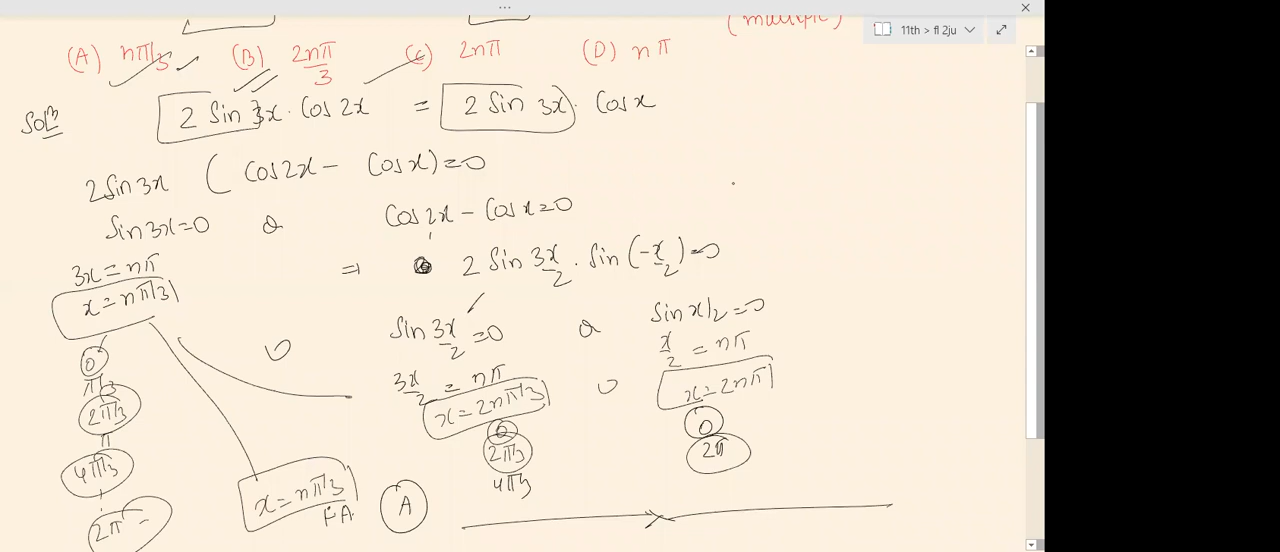 (multiple)
11th > fl 2ju
(A) nπ/3 (B) 2nπ/3 (C) 2nπ (D) nπ
Solⁿ
2 Sin 3x · Cos 2x = 2 Sin 3x · Cos x
2 Sin 3x ( Cos 2x - Cos x) = 0
Sin 3x = 0 or Cos 2x - Cos x = 0
3x = nπ ⇒ 2 Sin 3x/2 · Sin (-x/2) = 0
x = nπ/3
Sin 3x/2 = 0 or Sin x/2 = 0
3x/2 = nπ x/2 = nπ
x = 2nπ/3 ∪ x = 2nπ
0
π/3
2π/3
π
4π/3
2π
0
2π/3
4π/3
0
2π
x = nπ/3
F.A.
A